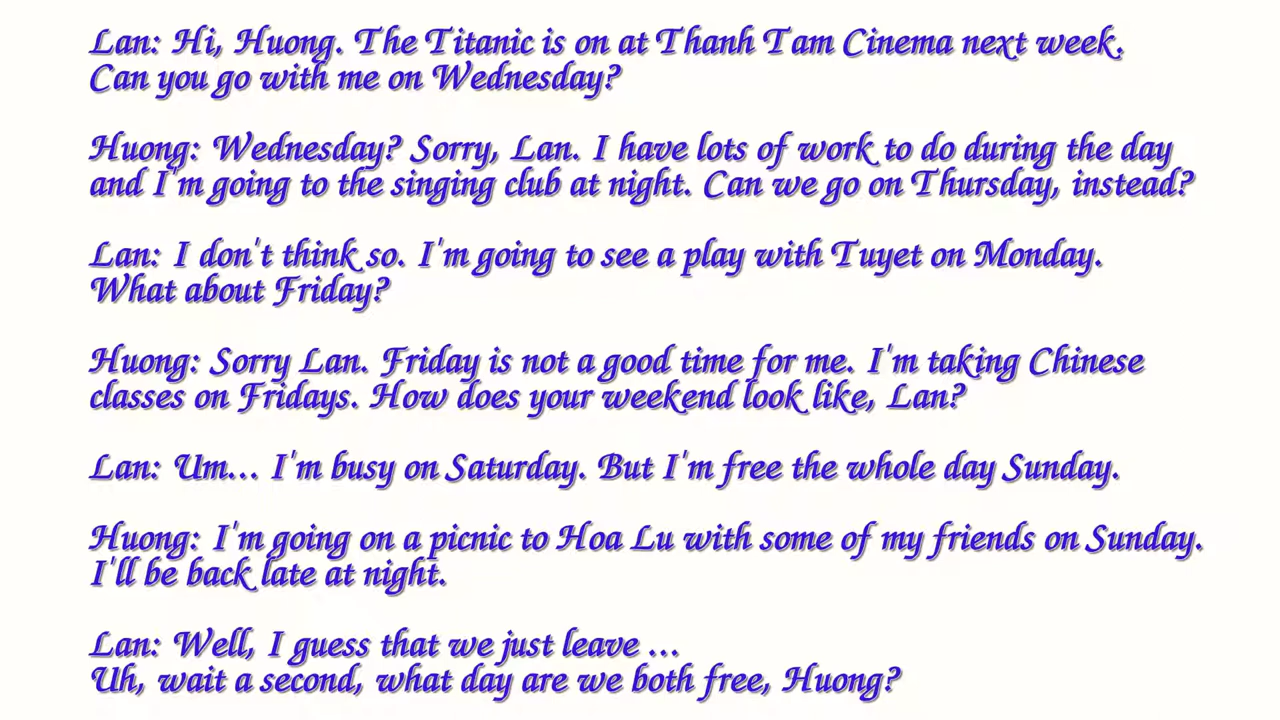 Lan: Hi, Huong. The Titanic is on at Thanh Tam Cinema next week.
Can you go with me on Wednesday?
Huong: Wednesday? Sorry, Lan. I have lots of work to do during the day
and I'm going to the singing club at night. Can we go on Thursday, instead?
Lan: I don't think so. I'm going to see a play with Tuyet on Monday.
What about Friday?
Huong: Sorry Lan. Friday is not a good time for me. I'm taking Chinese
classes on Fridays. How does your weekend look like, Lan?
Lan: Um... I'm busy on Saturday. But I'm free the whole day Sunday.
Huong: I'm going on a picnic to Hoa Lu with some of my friends on Sunday.
I'll be back late at night.
Lan: Well, I guess that we just leave ...
Uh, wait a second, what day are we both free, Huong?